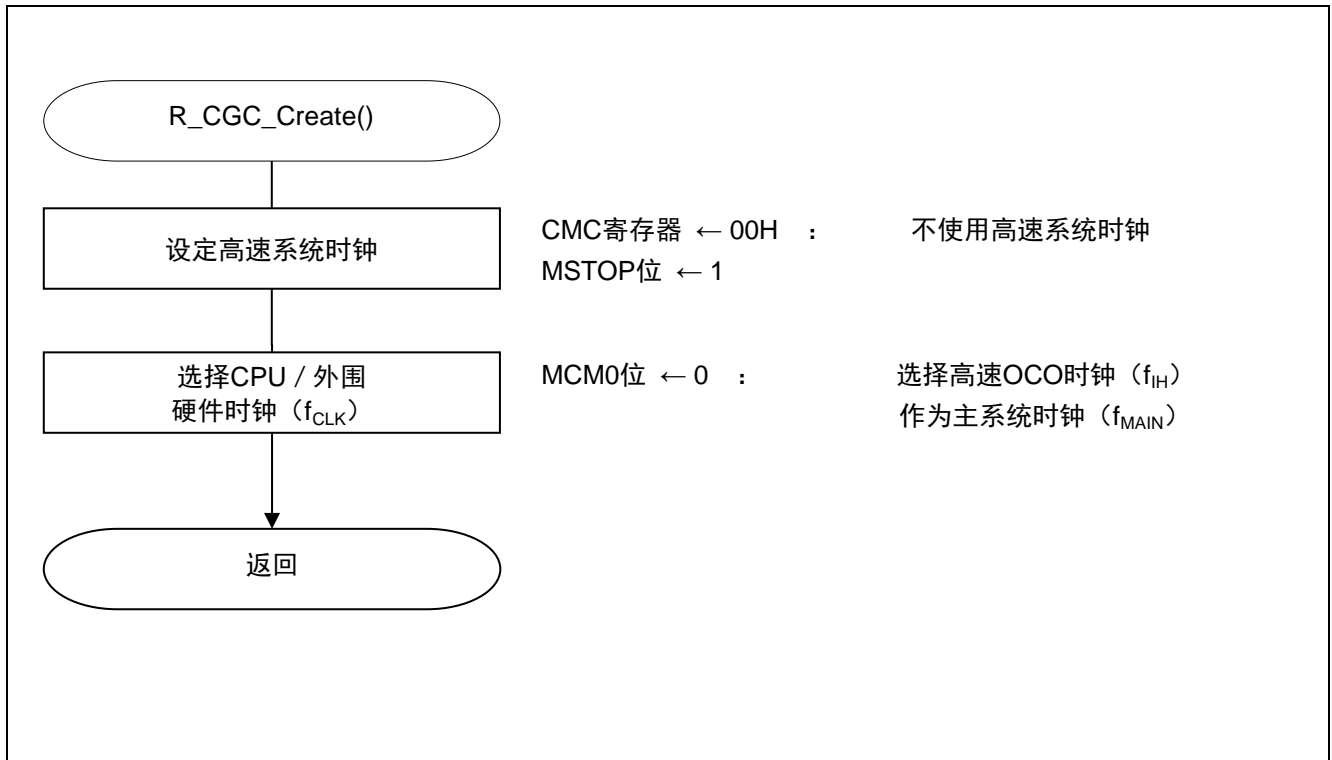 R_CGC_Create()
设定高速系统时钟
CMC寄存器 ← 00H ： 不使用高速系统时钟
MSTOP位 ← 1
选择CPU / 外围
硬件时钟（fCLK）
MCM0位 ← 0 ： 选择高速OCO时钟（fIH）
作为主系统时钟（fMAIN）
返回